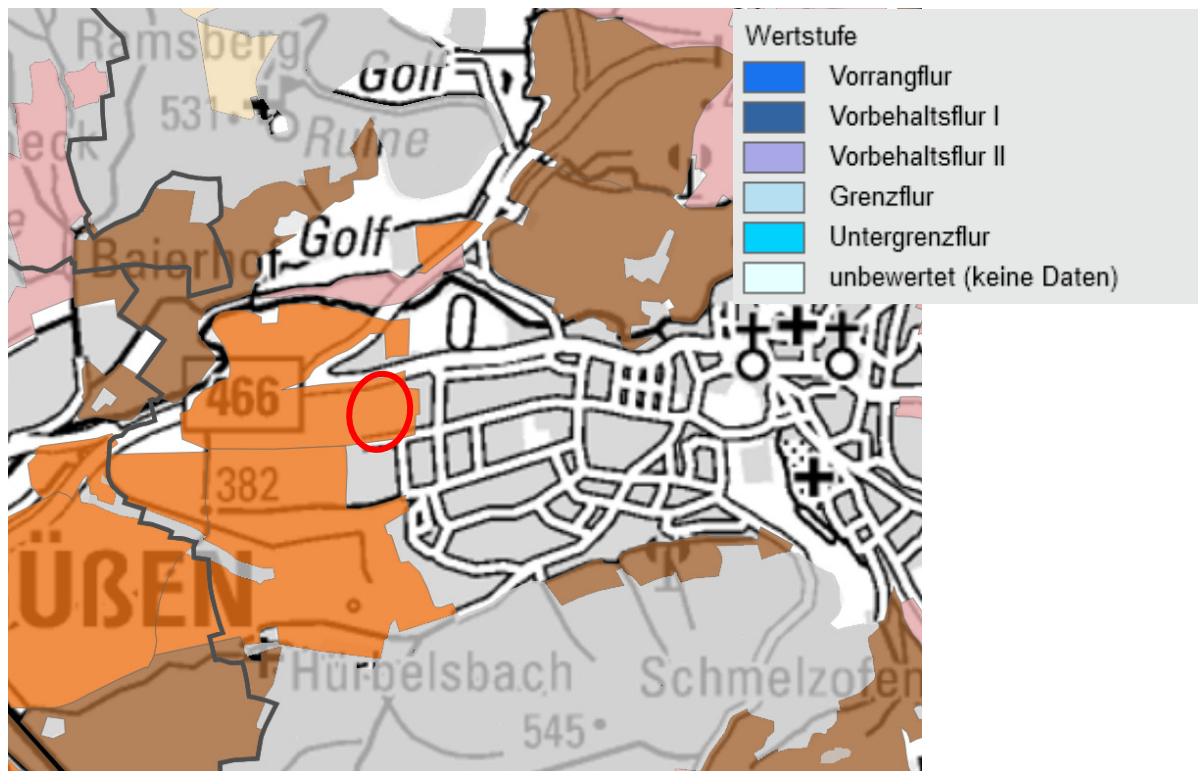 Ramsberg
Golf
531
Ruine
eck
Golf
Baierhof
466
382
ÜßEN
Hürbelsbach
Schmelzofen
545
Wertstufe
Vorrangflur
Vorbehaltsflur I
Vorbehaltsflur II
Grenzflur
Untergrenzflur
unbewertet (keine Daten)